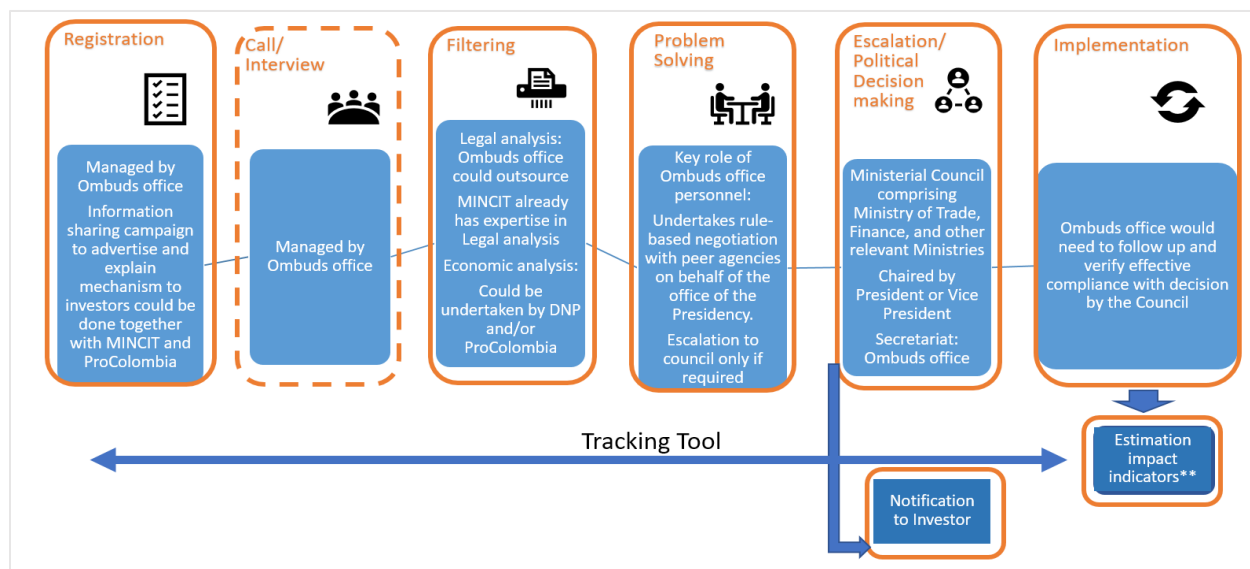 Registration
Managed by
Ombuds office
Information
sharing campaign
to advertise and
explain
mechanism to
investors could be
done together
with MINCIT and
ProColombia
Call/
Interview
Managed by
Ombuds office
Filtering
Legal analysis:
Ombuds office
could outsource
MINCIT already
has expertise in
Legal analysis
Economic analysis:
Could be
undertaken by DNP
and/or
ProColombia
Problem
Solving
Key role of
Ombuds office
personnel:
Undertakes rule-
based negotiation
with peer agencies
on behalf of the
office of the
Presidency.
Escalation to
council only if
required
Escalation/
Political
Decision
making
Ministerial Council
comprising
Ministry of Trade,
Finance, and other
relevant Ministries
Chaired by
President or Vice
President
Secretariat:
Ombuds office
Implementation
Ombuds office would
need to follow up and
verify effective
compliance with decision
by the Council
Tracking Tool
Estimation
impact
indicators**
Notification
to Investor